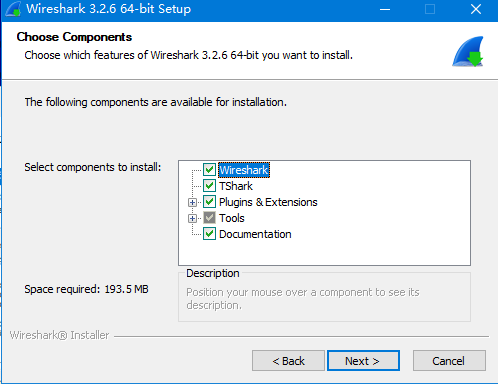 Wireshark 3.2.6 64-bit Setup
Choose Components
Choose which features of Wireshark 3.2.6 64-bit you want to install.
The following components are available for installation.
Select components to install:
Wireshark
TShark
Plugins & Extensions
Tools
Documentation
Space required: 193.5 MB
Description
Position your mouse over a component to see its
description.
Wireshark® Installer
< Back
Next >
Cancel